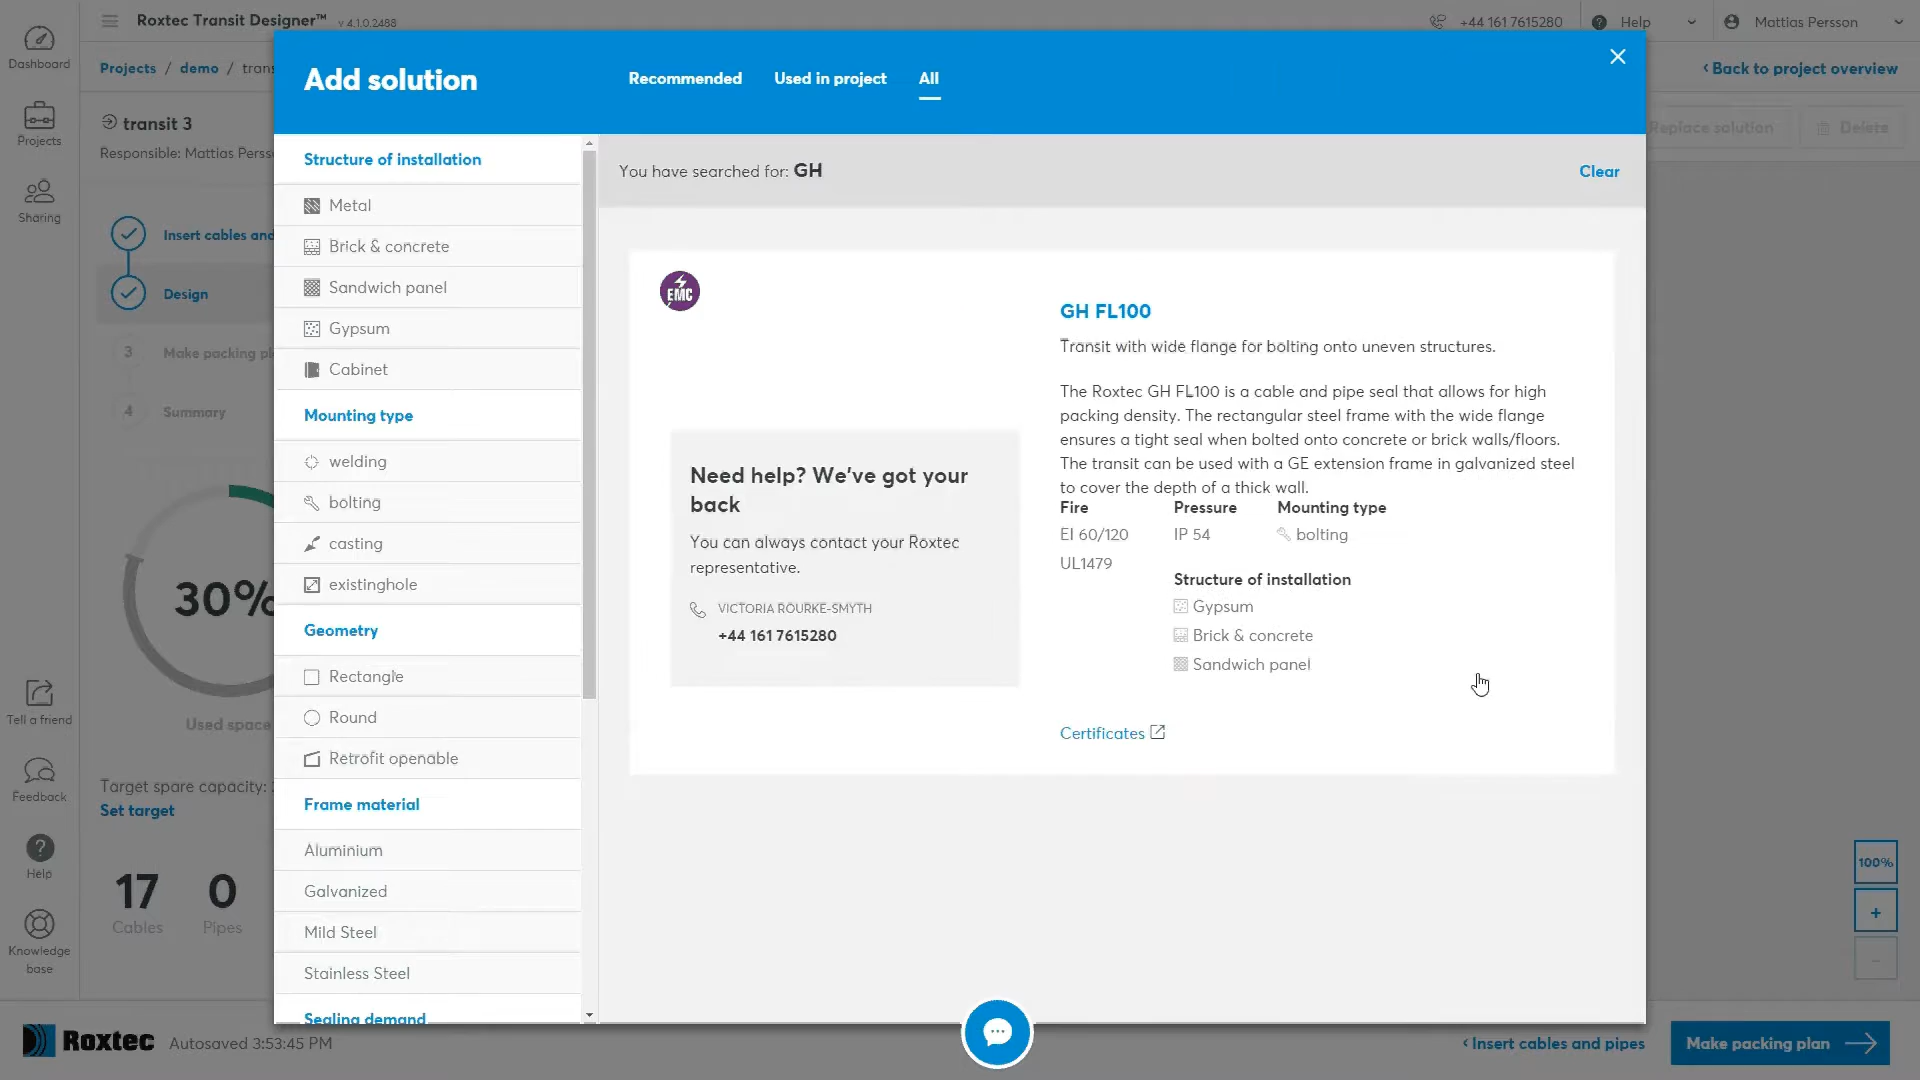 Roxtec Transit Designer™ v 4.1.0.2488
+44 161 7615280
Help
Mattias Persson
Dashboard
Projects
Sharing
Tell a friend
Feedback
Help
Knowledge
base
Projects / demo / tran
‹ Back to project overview
transit 3
Responsible: Mattias Perss
Replace solution
Delete
Insert cables and
Design
3 Make packing pl
4 Summary
30%
Used space
Target spare capacity:
Set target
17
Cables
0
Pipes
Add solution
Recommended
Used in project
All
Structure of installation
Metal
Brick & concrete
Sandwich panel
Gypsum
Cabinet
Mounting type
welding
bolting
casting
existinghole
Geometry
Rectangle
Round
Retrofit openable
Frame material
Aluminium
Galvanized
Mild Steel
Stainless Steel
Sealing demand
You have searched for: GH
Clear
EMC
Need help? We've got your
back
You can always contact your Roxtec
representative.
VICTORIA ROURKE-SMYTH
+44 161 7615280
GH FL100
Transit with wide flange for bolting onto uneven structures.
The Roxtec GH FL100 is a cable and pipe seal that allows for high
packing density. The rectangular steel frame with the wide flange
ensures a tight seal when bolted onto concrete or brick walls/floors.
The transit can be used with a GE extension frame in galvanized steel
to cover the depth of a thick wall.
Fire
EI 60/120
UL1479
Pressure
IP 54
Mounting type
bolting
Structure of installation
Gypsum
Brick & concrete
Sandwich panel
Certificates
100%
+
-
Roxtec
Autosaved 3:53:45 PM
‹ Insert cables and pipes
Make packing plan